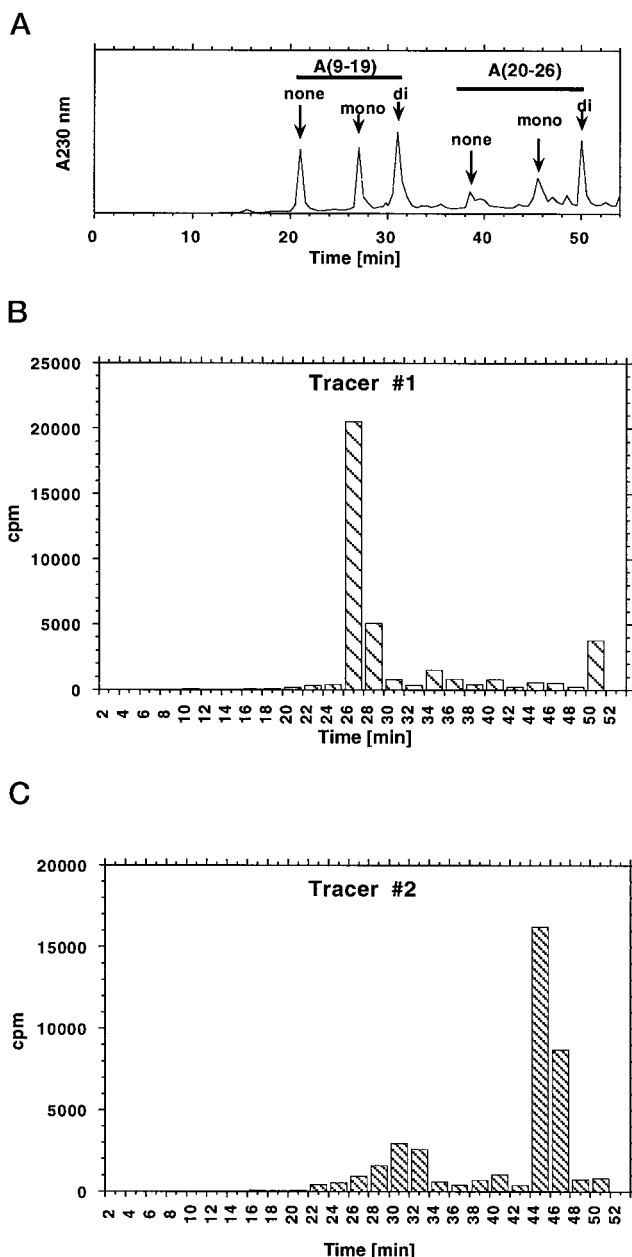 A
A(9-19)
A(20-26)
none
mono
di
none
mono
di
A230 nm
0
10
20
30
40
50
Time [min]
B
Tracer #1
25000
20000
15000
10000
5000
0
cpm
2 4 6 8 10 12 14 16 18 20 22 24 26 28 30 32 34 36 38 40 42 44 46 48 50 52
Time [min]
C
Tracer #2
20000
15000
10000
5000
0
cpm
2 4 6 8 10 12 14 16 18 20 22 24 26 28 30 32 34 36 38 40 42 44 46 48 50 52
Time [min]